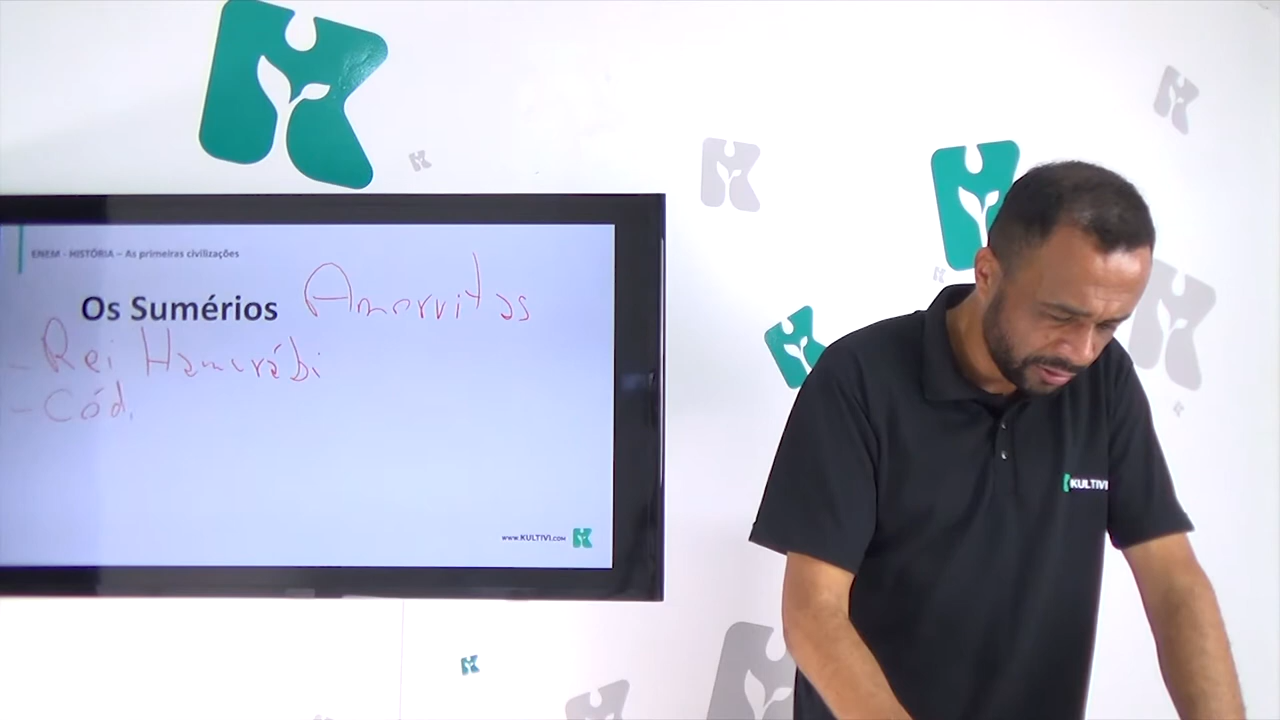 ENEM - HISTÓRIA – As primeiras civilizações
Os Sumérios Amorritas
- Rei Hamurábi
- Cód.
www.KULTIVI.COM
KULTIVI